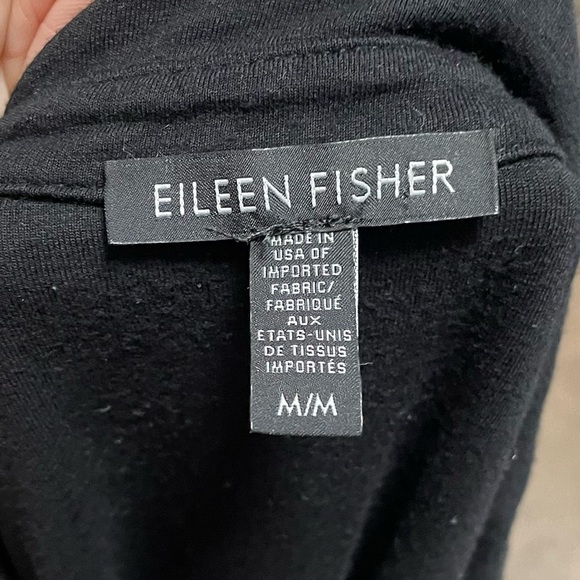 EILEEN FISHER
MADE IN
USA OF
IMPORTED
FABRIC/
FABRIQUÉ
AUX
ETATS-UNIS
DE TISSUS
IMPORTÉS
M/M